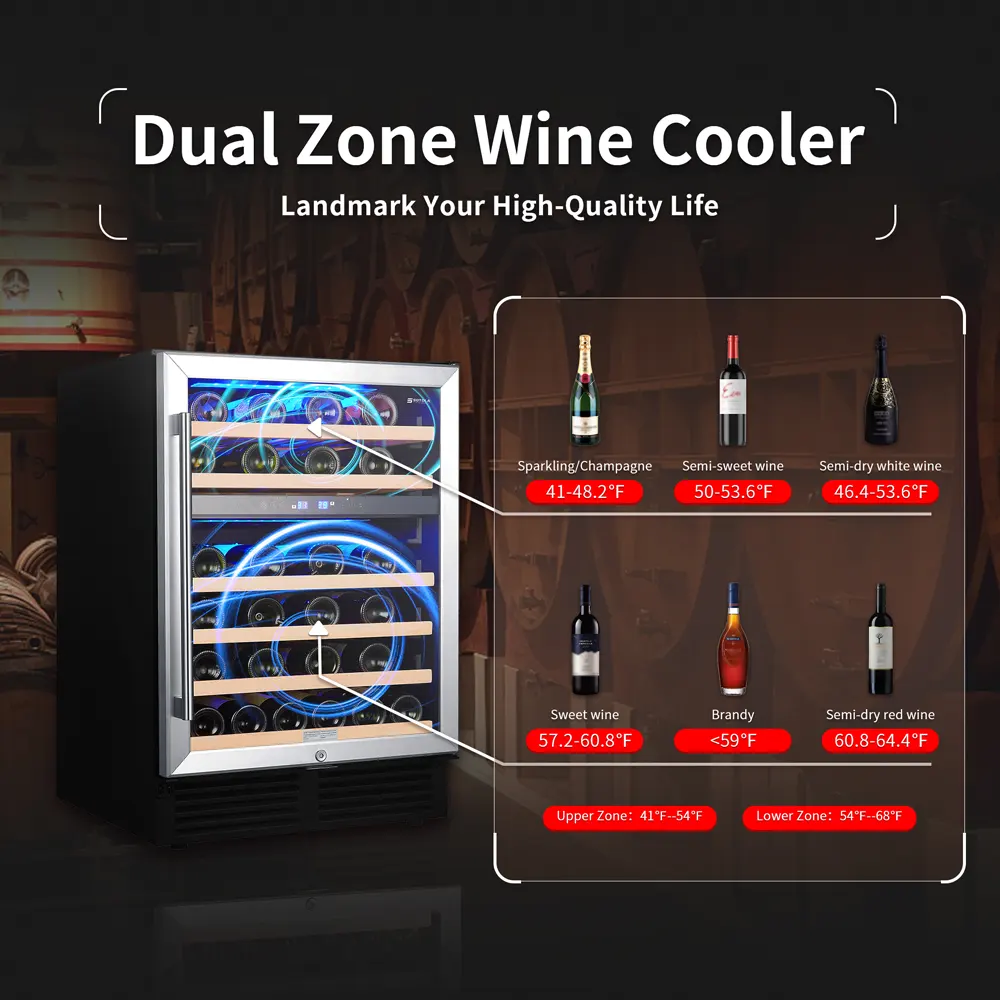 Dual Zone Wine Cooler
Landmark Your High-Quality Life
Sparkling/Champagne
Semi-sweet wine
Semi-dry white wine
41-48.2°F
50-53.6°F
46.4-53.6°F
Sweet wine
Brandy
Semi-dry red wine
57.2-60.8°F
<59°F
60.8-64.4°F
Upper Zone: 41°F--54°F
Lower Zone: 54°F--68°F